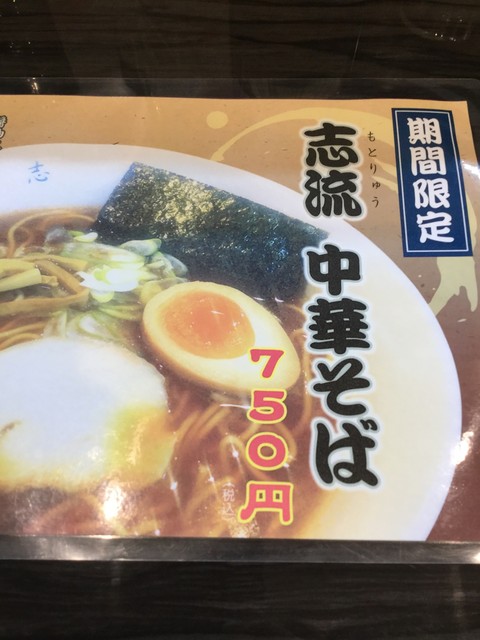 期間限定
もとりゅう
志流 中華そば
750円
(税込)
志